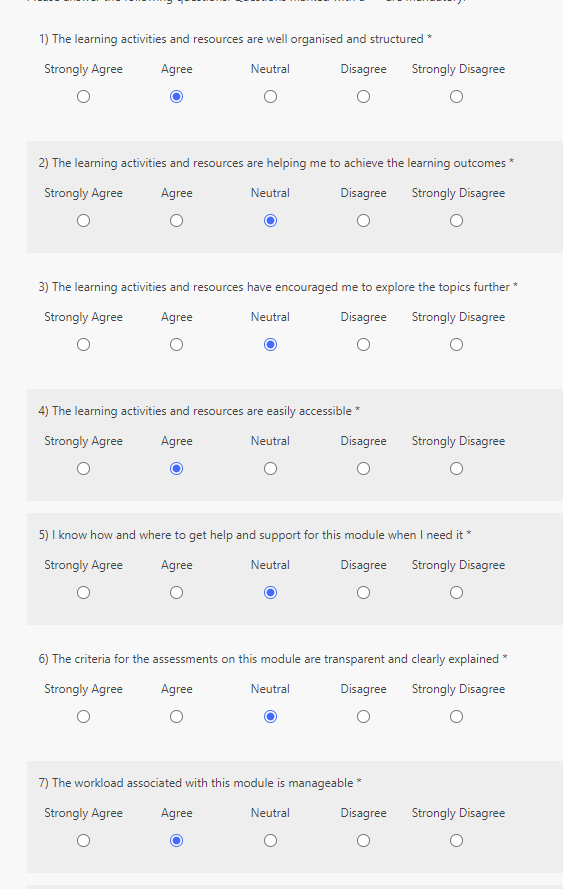 1) The learning activities and resources are well organised and structured *
Strongly Agree Agree Neutral Disagree Strongly Disagree
2) The learning activities and resources are helping me to achieve the learning outcomes *
Strongly Agree Agree Neutral Disagree Strongly Disagree
3) The learning activities and resources have encouraged me to explore the topics further *
Strongly Agree Agree Neutral Disagree Strongly Disagree
4) The learning activities and resources are easily accessible *
Strongly Agree Agree Neutral Disagree Strongly Disagree
5) I know how and where to get help and support for this module when I need it *
Strongly Agree Agree Neutral Disagree Strongly Disagree
6) The criteria for the assessments on this module are transparent and clearly explained *
Strongly Agree Agree Neutral Disagree Strongly Disagree
7) The workload associated with this module is manageable *
Strongly Agree Agree Neutral Disagree Strongly Disagree